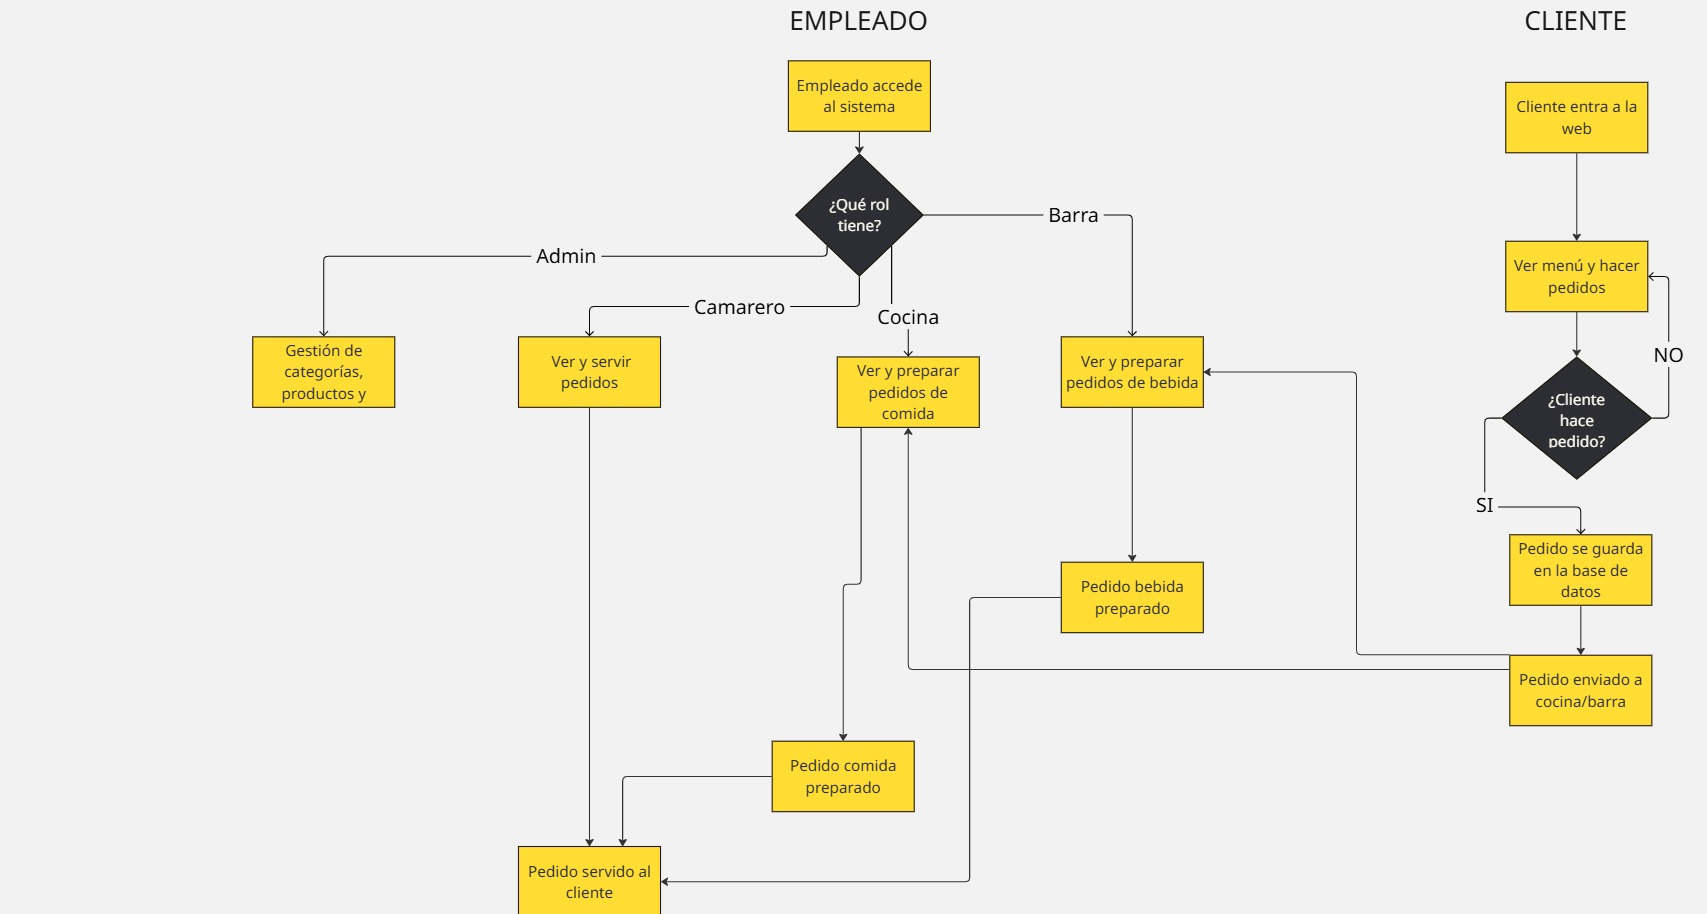 EMPLEADO
CLIENTE
Empleado accede
al sistema
Cliente entra a la
web
¿Qué rol
tiene?
Barra
Admin
Camarero
Cocina
Ver menú y hacer
pedidos
Gestión de
categorías,
productos y
Ver y servir
pedidos
Ver y preparar
pedidos de
comida
Ver y preparar
pedidos de bebida
NO
¿Cliente
hace
pedido?
SI
Pedido se guarda
en la base de
datos
Pedido bebida
preparado
Pedido enviado a
cocina/barra
Pedido comida
preparado
Pedido servido al
cliente